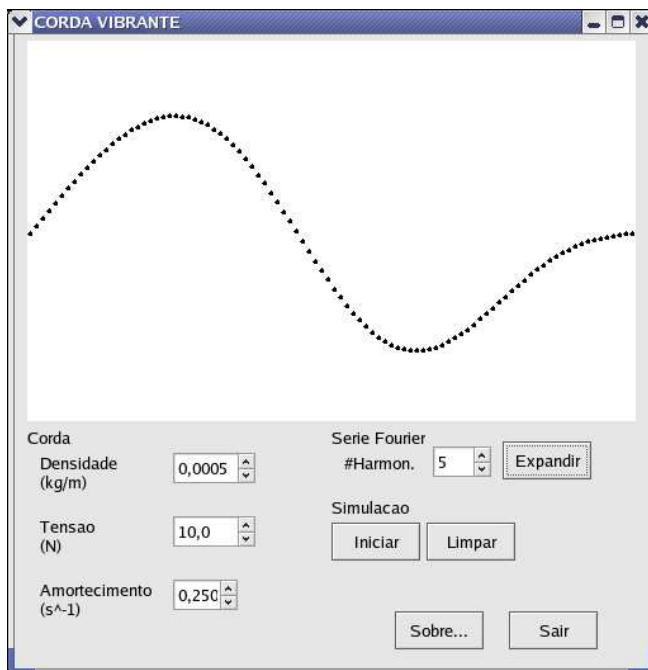 CORDA VIBRANTE
Corda
Densidade
(kg/m)
0,0005
Tensao
(N)
10,0
Amortecimento
(s^-1)
0,250
Serie Fourier
#Harmon.
5
Expandir
Simulacao
Iniciar
Limpar
Sobre...
Sair